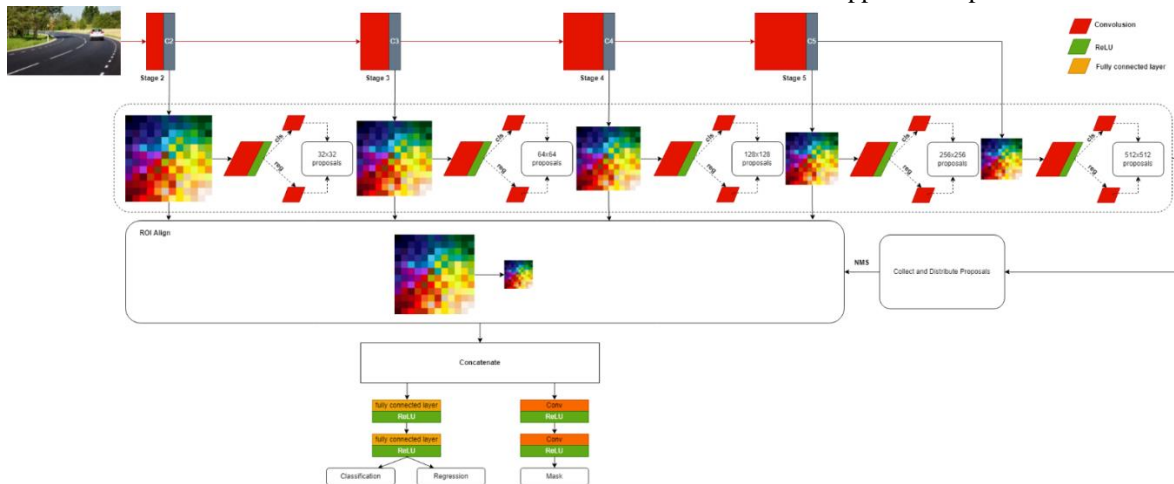 C2
C3
C4
C5
Convolusion
ReLU
Fully connected layer
Stage 2
Stage 3
Stage 4
Stage 5
cls
reg
32x32
proposals
cls
reg
64x64
proposals
cls
reg
128x128
proposals
cls
reg
256x256
proposals
cls
reg
512x512
proposals
ROI Align
NMS
Collect and Distribute Proposals
Concatenate
fully connected layer
ReLU
Conv
ReLU
fully connected layer
ReLU
Conv
ReLU
Classification
Regression
Mask